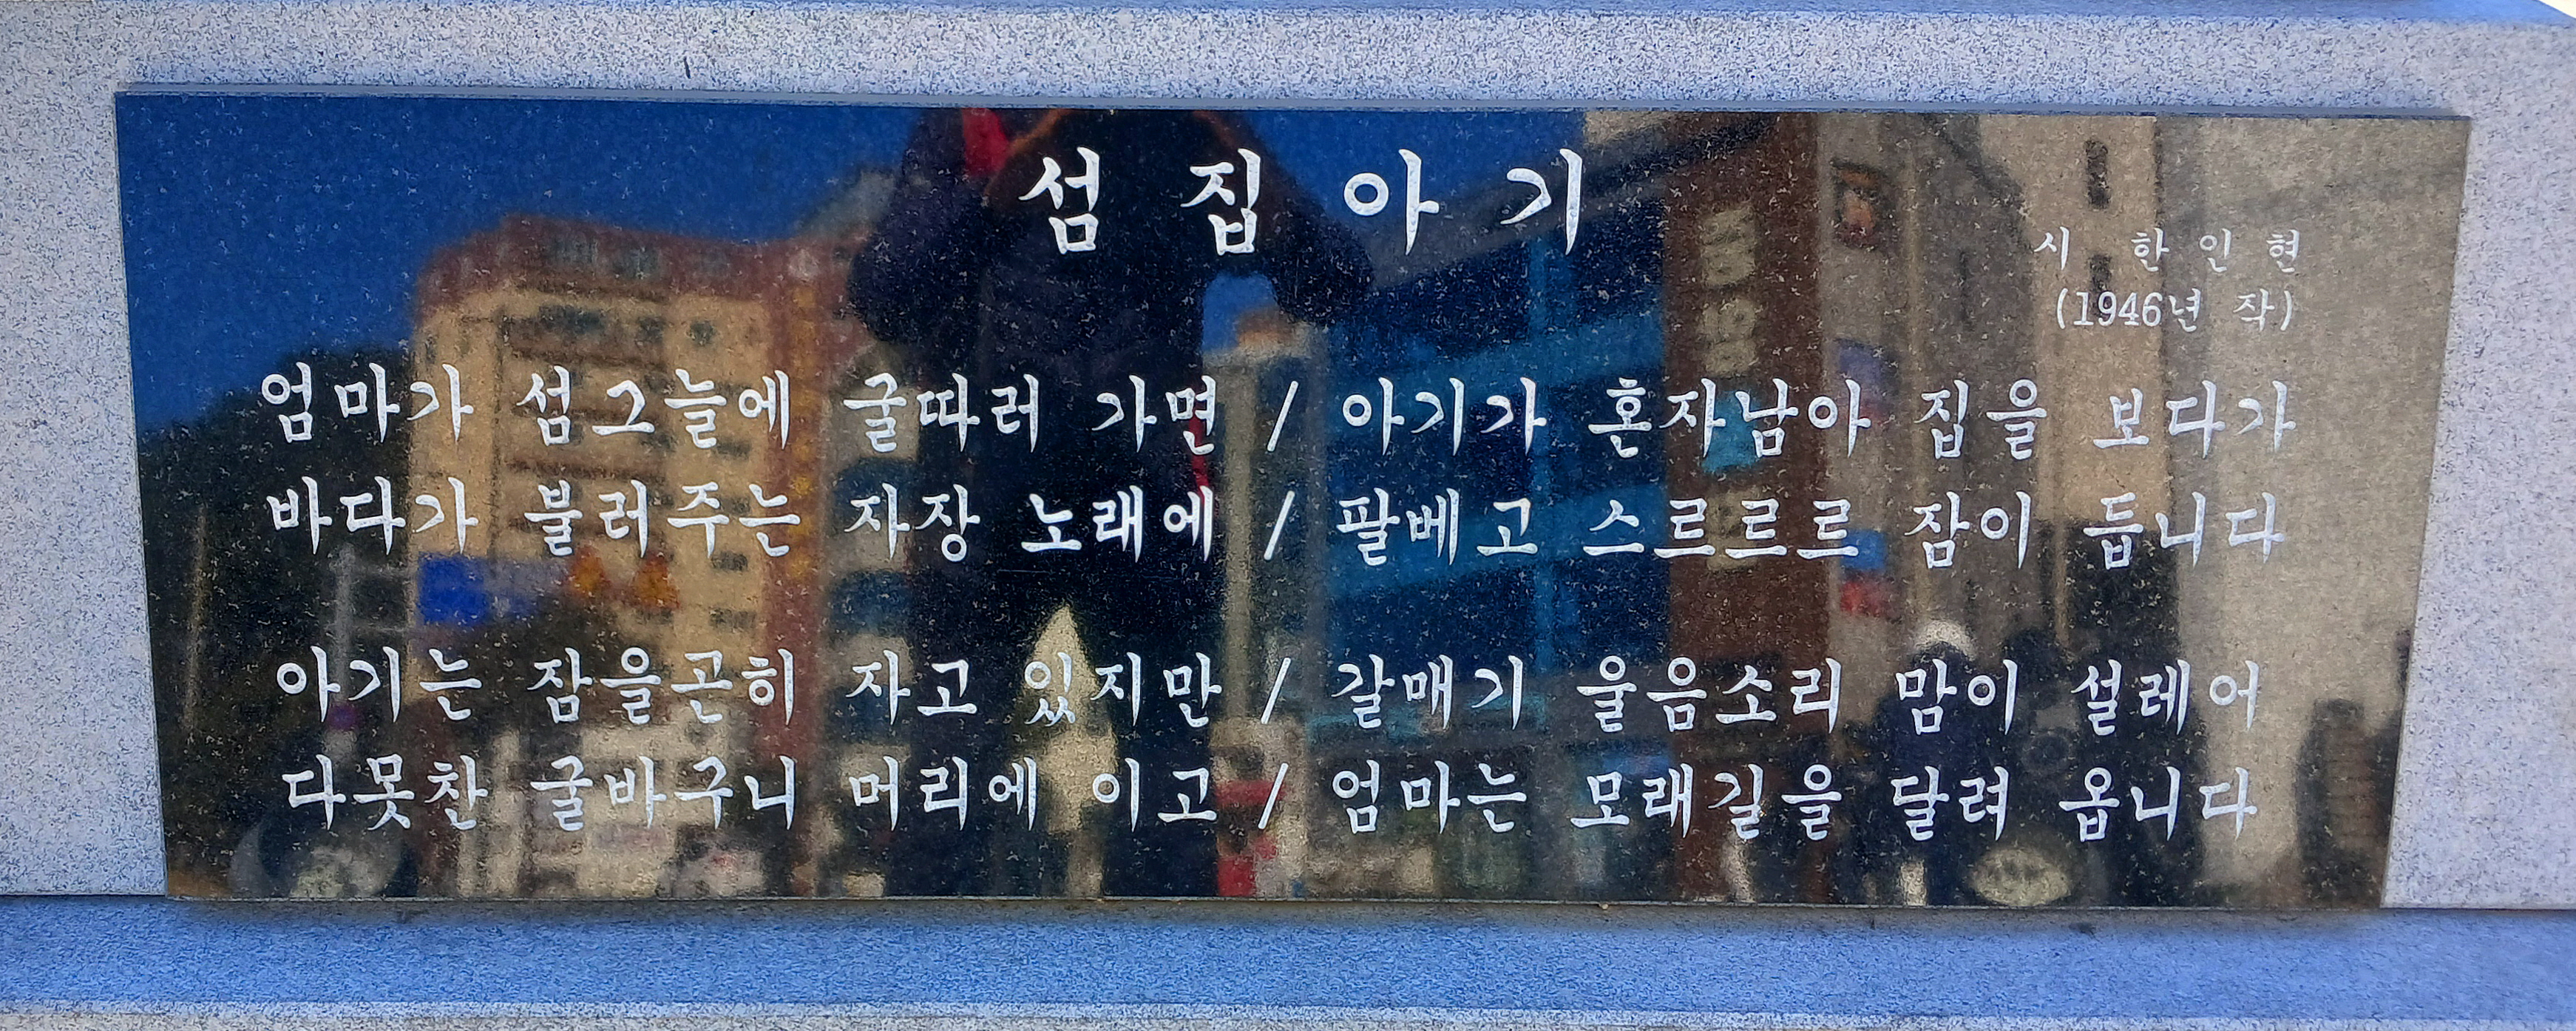 섬 집 아 기
시 한 인 현
(1946년 작)
엄마가 섬그늘에 굴따러 가면 / 아기가 혼자남아 집을 보다가
바다가 불러주는 자장 노래에 / 팔베고 스르르르 잠이 듭니다
아기는 잠을곤히 자고 있지만 / 갈매기 울음소리 맘이 설레어
다못찬 굴바구니 머리에 이고 / 엄마는 모래길을 달려 옵니다